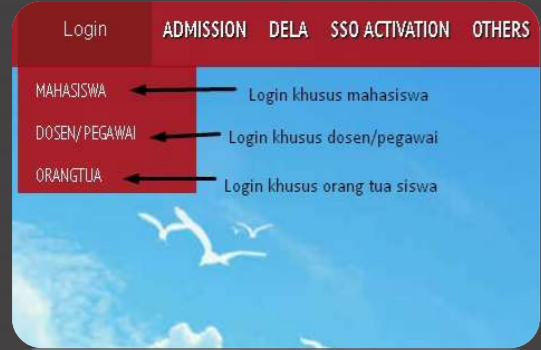 Login ADMISSION DELA SSO ACTIVATION OTHERS
MAHASISWA Login khusus mahasiswa
DOSEN/PEGAWAI Login khusus dosen/pegawai
ORANGTUA Login khusus orang tua siswa